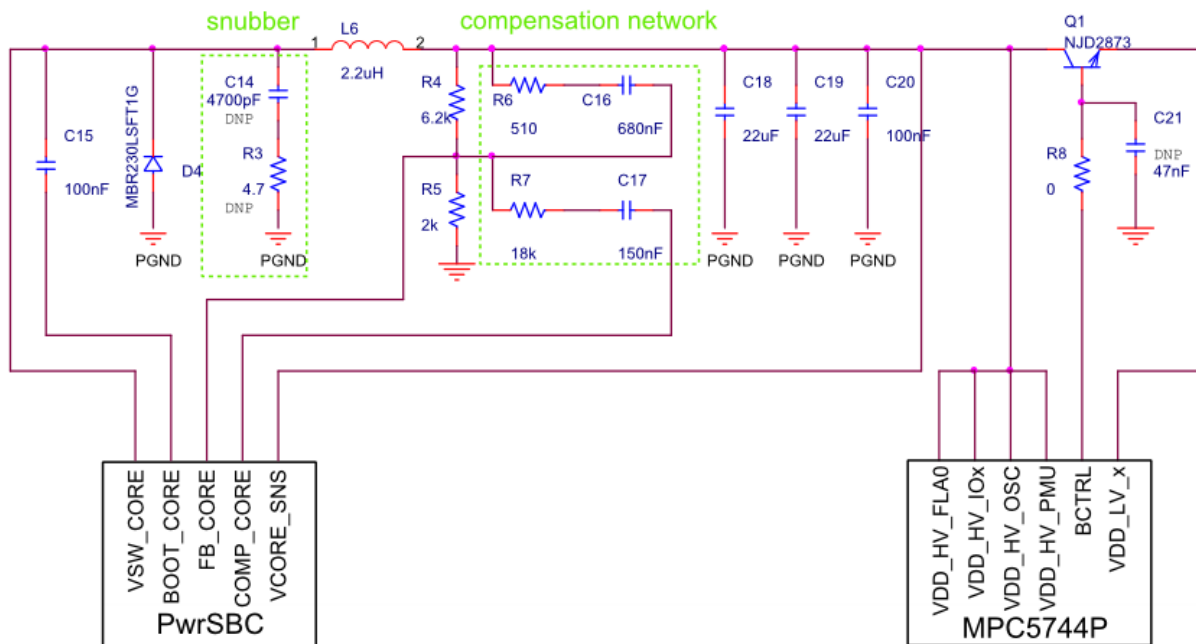 snubber
compensation network
L6
1
2
2.2uH
Q1
NJD2873
C14
4700pF
DNP
R3
4.7
DNP
C15
100nF
MBR230LSFT1G
D4
R4
6.2k
R6
510
C16
680nF
R5
2k
R7
18k
C17
150nF
C18
22uF
C19
22uF
C20
100nF
C21
DNP
47nF
R8
0
PGND
PGND
PGND
PGND
PGND
VSW_CORE
BOOT_CORE
FB_CORE
COMP_CORE
VCORE_SNS
PwrSBC
VDD_HV_FLA0
VDD_HV_IOx
VDD_HV_OSC
VDD_HV_PMU
BCTRL
VDD_LV_x
MPC5744P